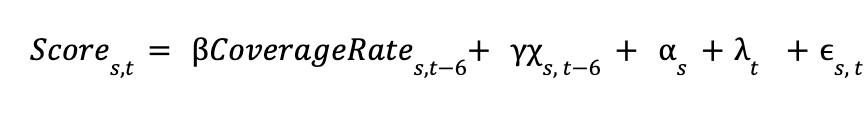 Score_{s,t} = βCoverageRate_{s,t−6} + γχ_{s, t−6} + α_s + λ_t + ϵ_{s, t}